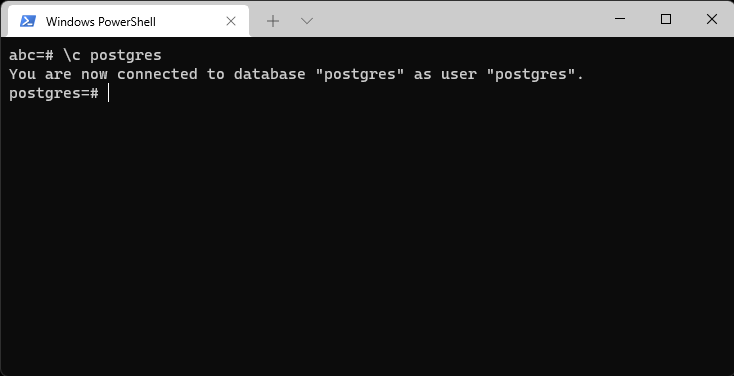 Windows PowerShell
abc=# \c postgres
You are now connected to database "postgres" as user "postgres".
postgres=#